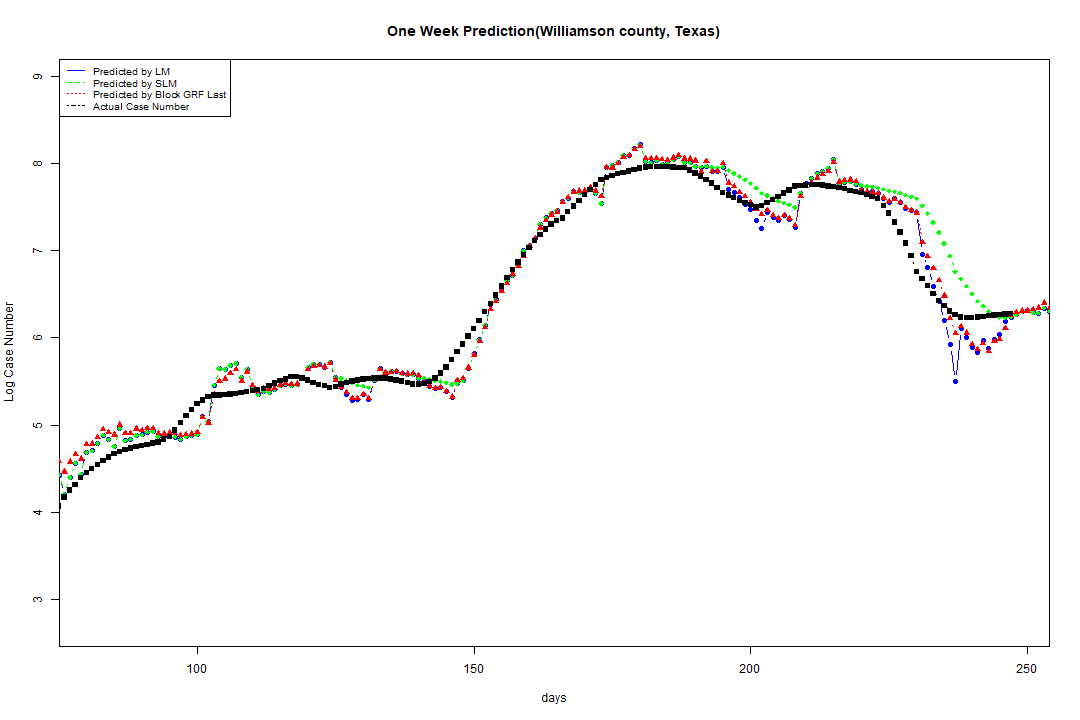 One Week Prediction(Williamson county, Texas)
Predicted by LM
Predicted by SLM
Predicted by Block GRF Last
Actual Case Number
9
8
7
6
5
4
3
Log Case Number
100 150 200 250
days